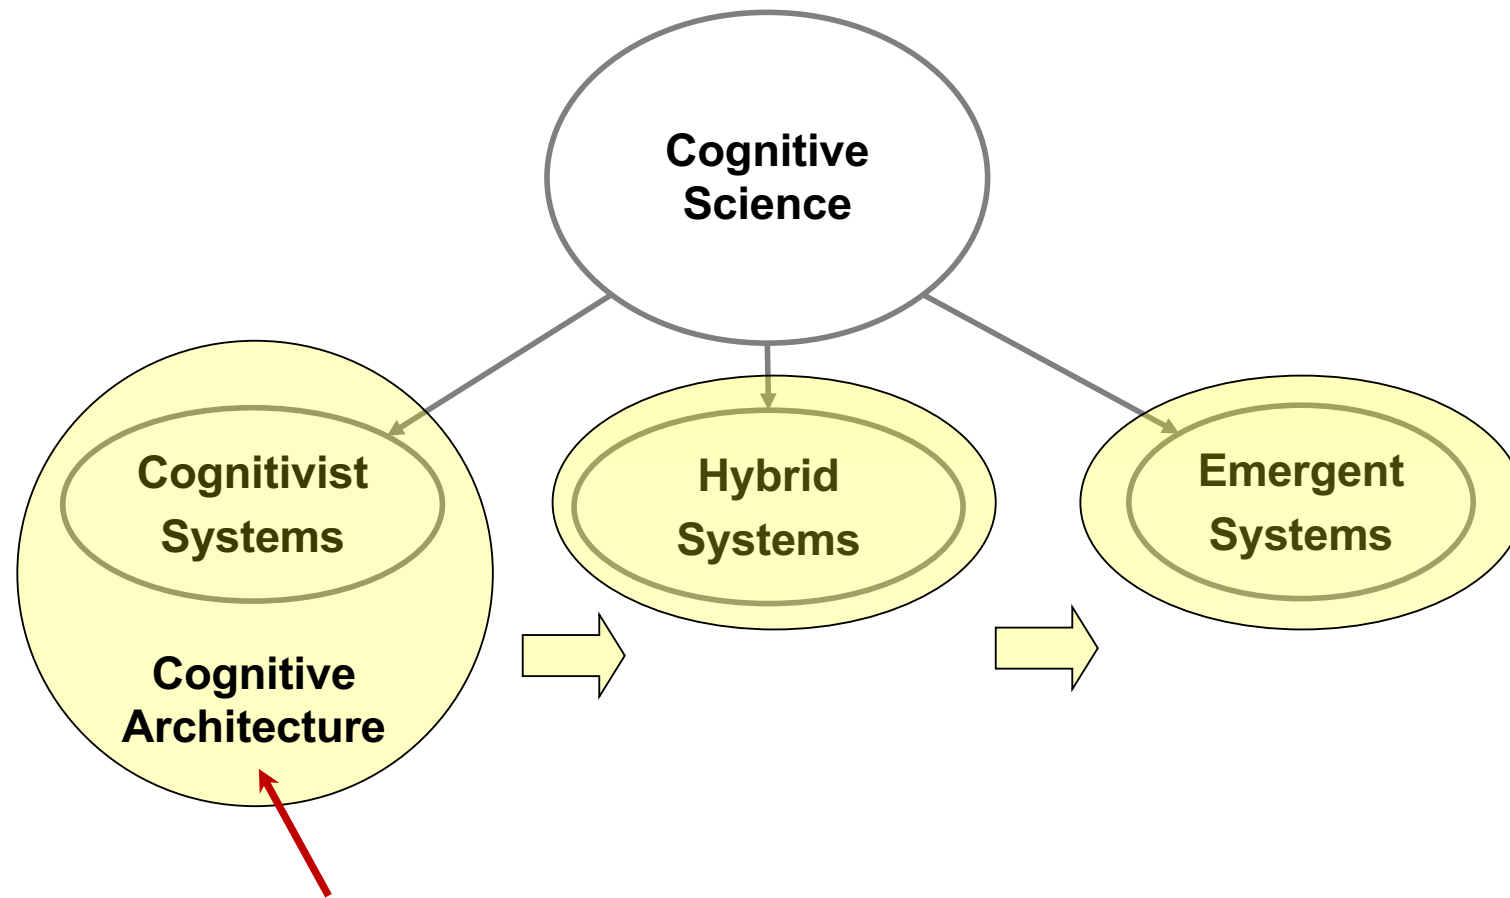 Cognitive
Science
Cognitivist
Systems
Hybrid
Systems
Emergent
Systems
Cognitive
Architecture